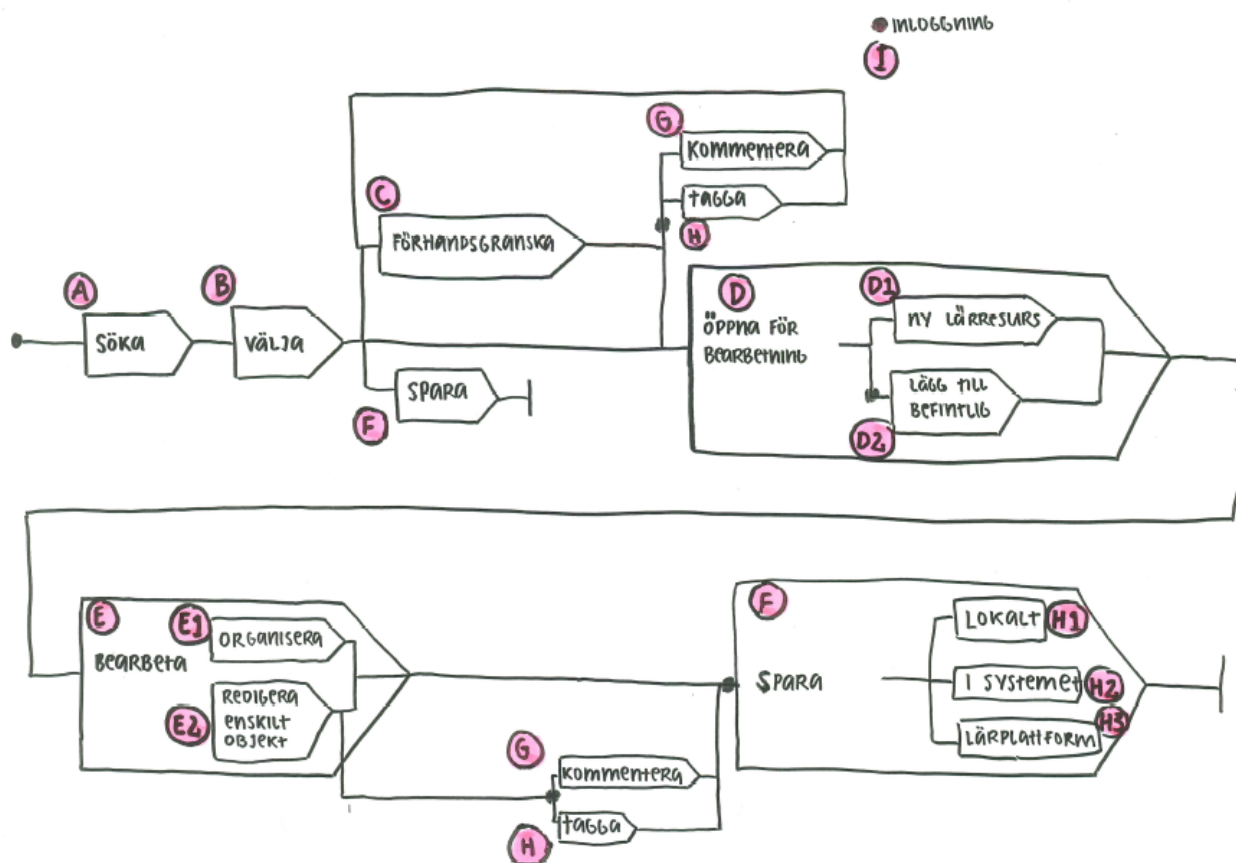 INLOGGNING
I
G
KOMMENTERA
C
TAGGA
H
FÖRHANDSGRANSKA
A
B
D
D1
SÖKA
VÄLJA
ÖPPNA FÖR
BEARBETNING
NY LÄRRESURS
SPARA
F
LÄGG TILL
BEFINTLIG
D2
E
E1
ORGANISERA
BEARBETA
E2
REDIGERA
ENSKILT
OBJEKT
G
KOMMENTERA
H
TAGGA
F
SPARA
LOKALT H1
I SYSTEMET H2
LÄRPLATTFORM H3